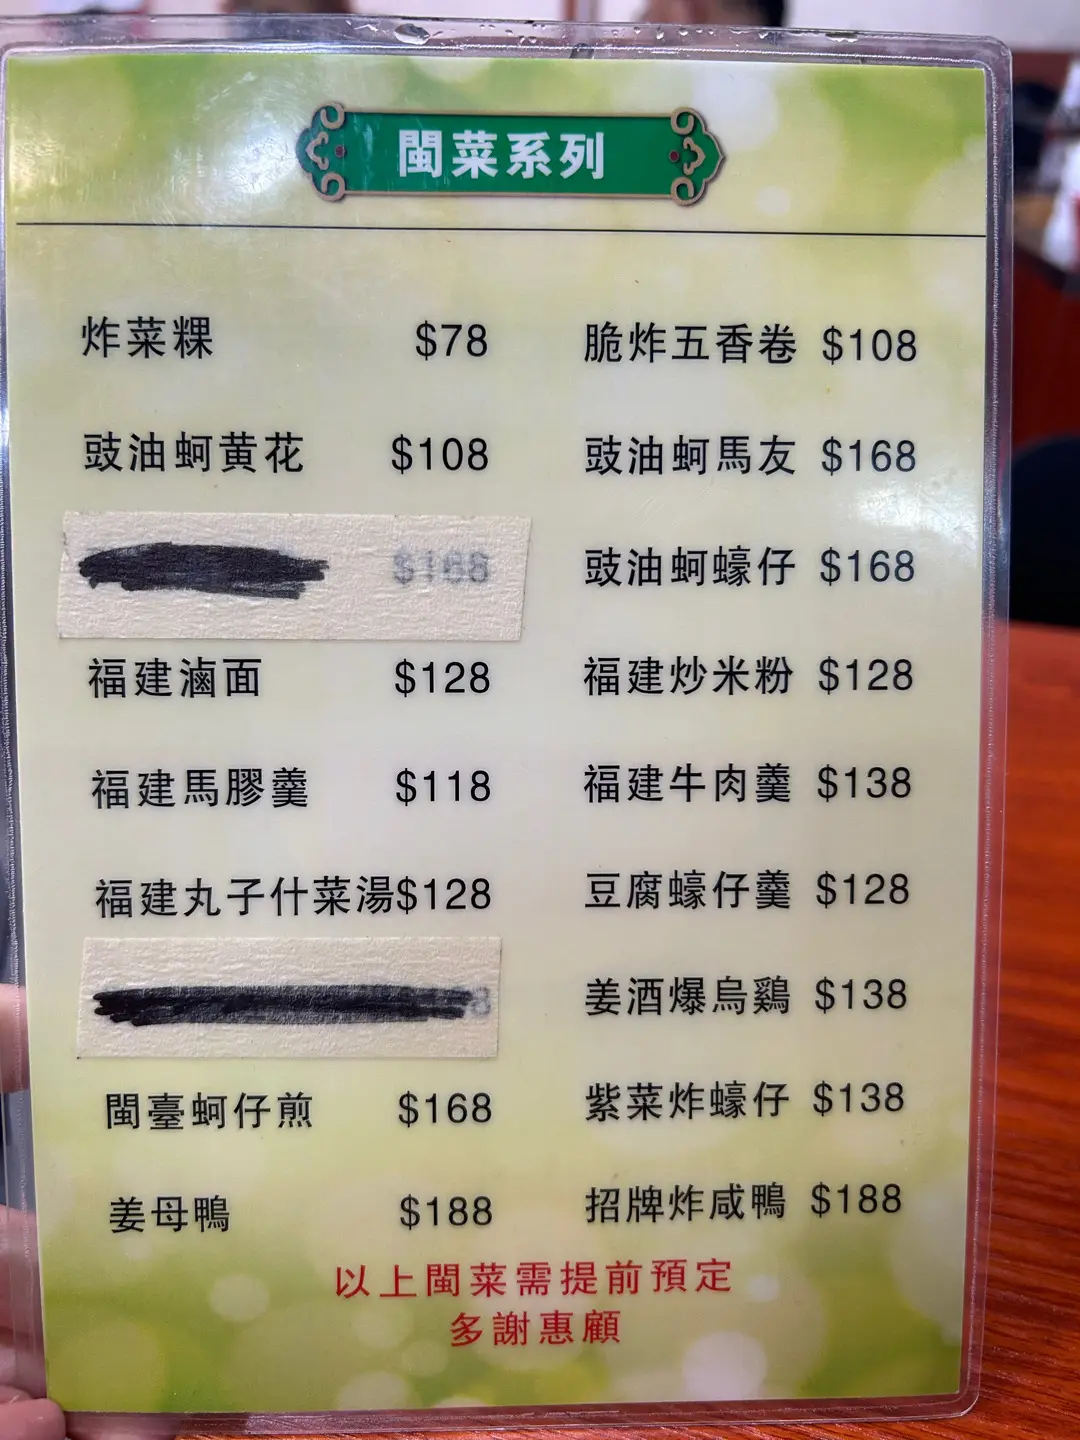 閩菜系列
炸菜粿 $78 脆炸五香卷 $108
豉油蚵黄花 $108 豉油蚵馬友 $168
$168 豉油蚵蠔仔 $168
福建滷面 $128 福建炒米粉 $128
福建馬膠羹 $118 福建牛肉羹 $138
福建丸子什菜湯$128 豆腐蠔仔羹 $128
姜酒爆烏鷄 $138
閩臺蚵仔煎 $168 紫菜炸蠔仔 $138
姜母鴨 $188 招牌炸咸鴨 $188
以上閩菜需提前預定
多謝惠顧